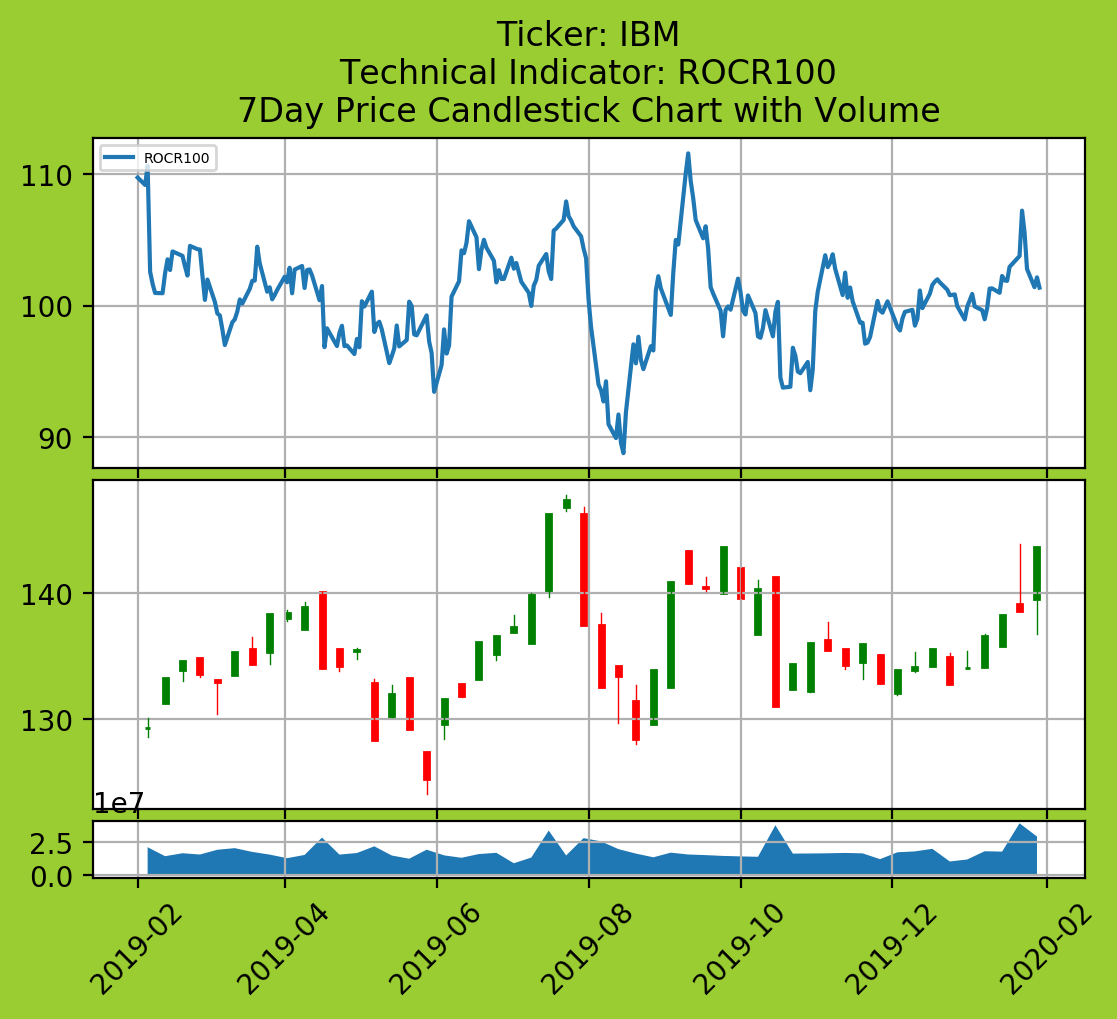 Ticker: IBM
Technical Indicator: ROCR100
7Day Price Candlestick Chart with Volume
ROCR100
110
100
90
140
130
1e7
2.5
0.0
2019-02
2019-04
2019-06
2019-08
2019-10
2019-12
2020-02